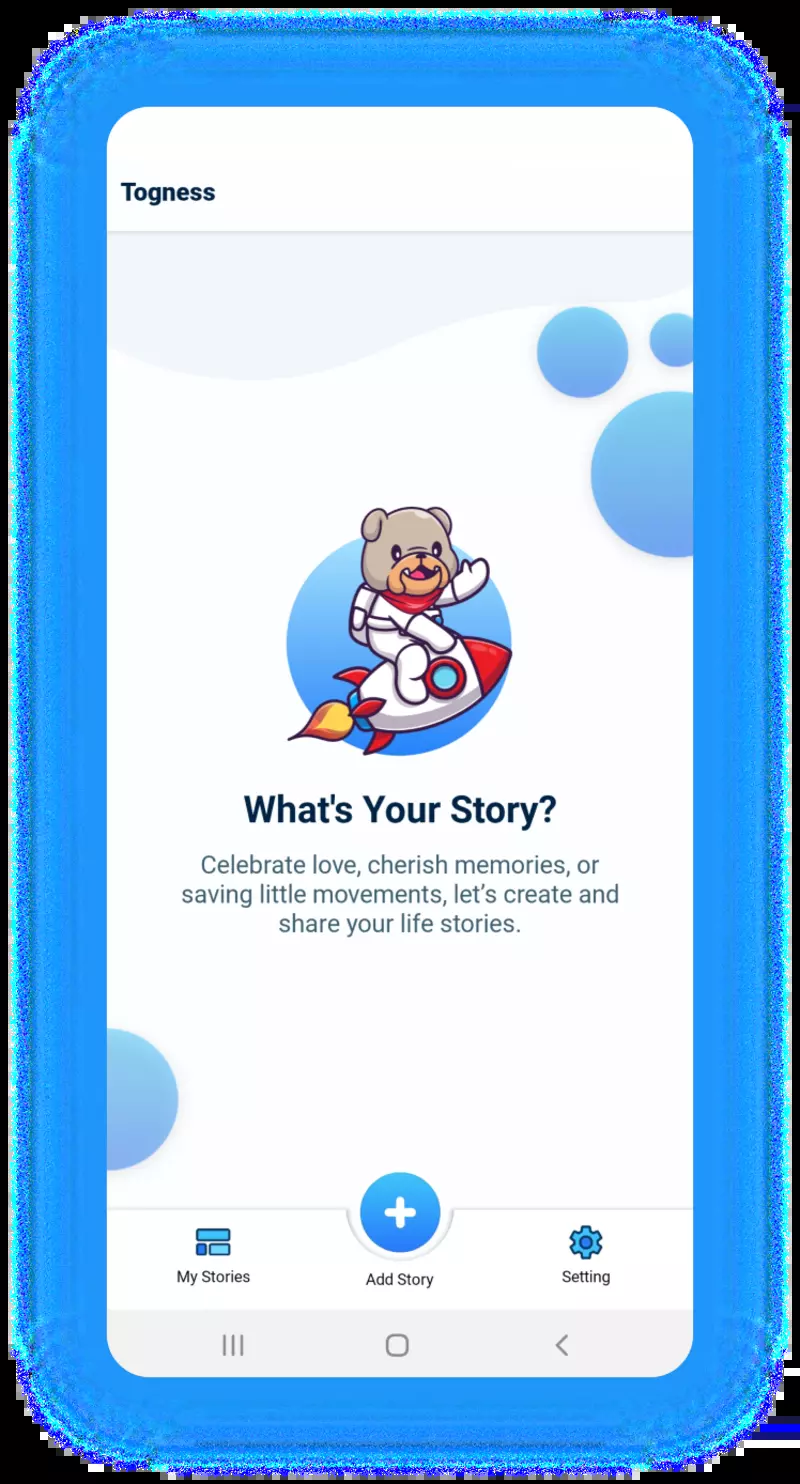 Togness
What's Your Story?
Celebrate love, cherish memories, or
saving little movements, let’s create and
share your life stories.
My Stories
Add Story
Setting